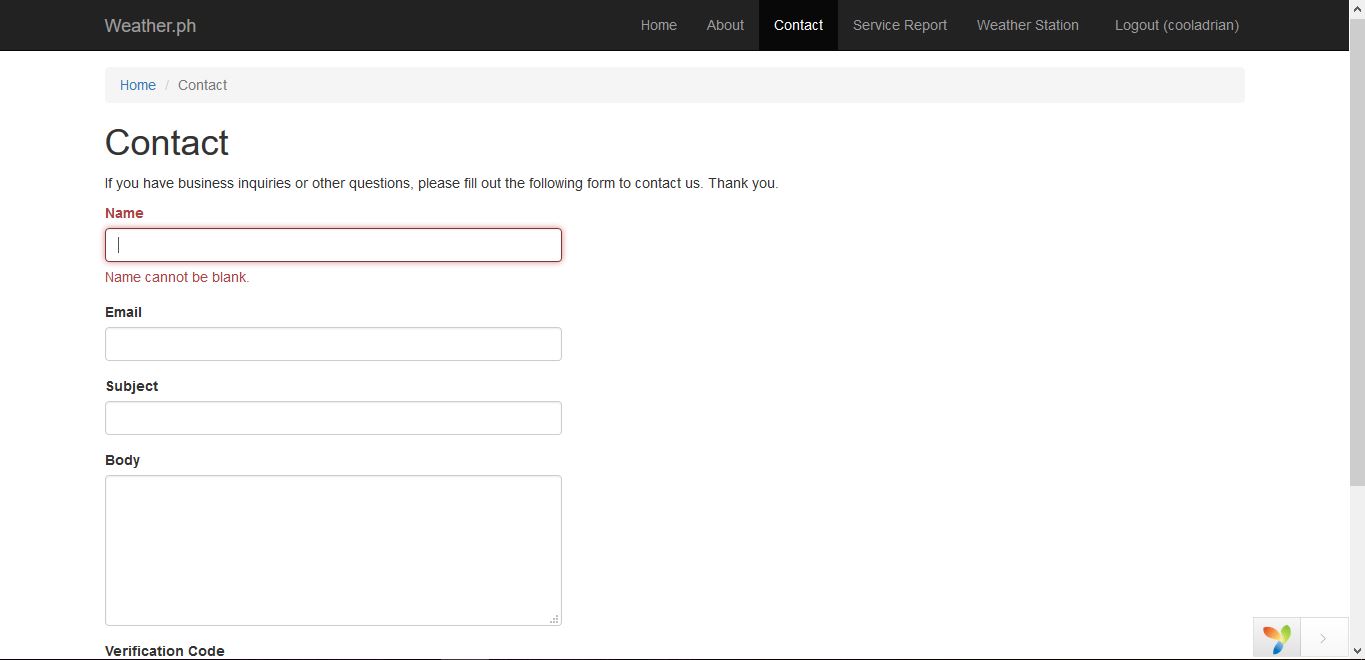 Weather.ph Home About Contact Service Report Weather Station Logout (cooladrian)
Home / Contact
Contact
If you have business inquiries or other questions, please fill out the following form to contact us. Thank you.
Name
Name cannot be blank.
Email
Subject
Body
Verification Code